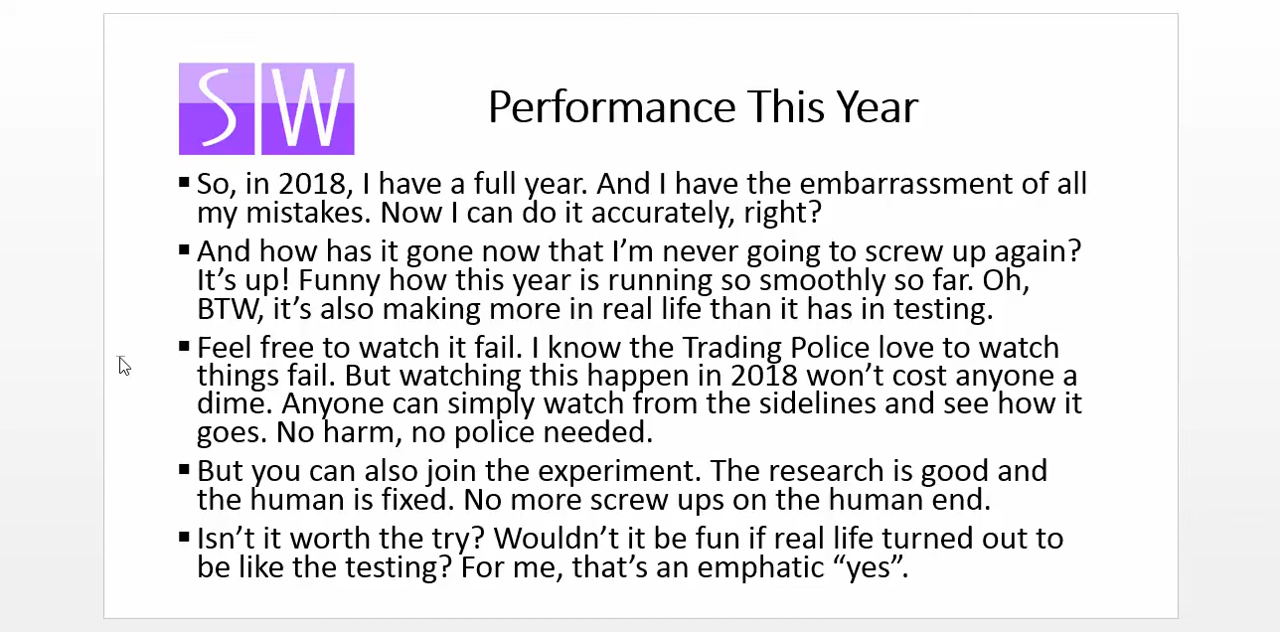 SW
Performance This Year
▪ So, in 2018, I have a full year. And I have the embarrassment of all
my mistakes. Now I can do it accurately, right?
▪ And how has it gone now that I’m never going to screw up again?
It’s up! Funny how this year is running so smoothly so far. Oh,
BTW, it’s also making more in real life than it has in testing.
▪ Feel free to watch it fail. I know the Trading Police love to watch
things fail. But watching this happen in 2018 won’t cost anyone a
dime. Anyone can simply watch from the sidelines and see how it
goes. No harm, no police needed.
▪ But you can also join the experiment. The research is good and
the human is fixed. No more screw ups on the human end.
▪ Isn’t it worth the try? Wouldn’t it be fun if real life turned out to
be like the testing? For me, that’s an emphatic “yes”.